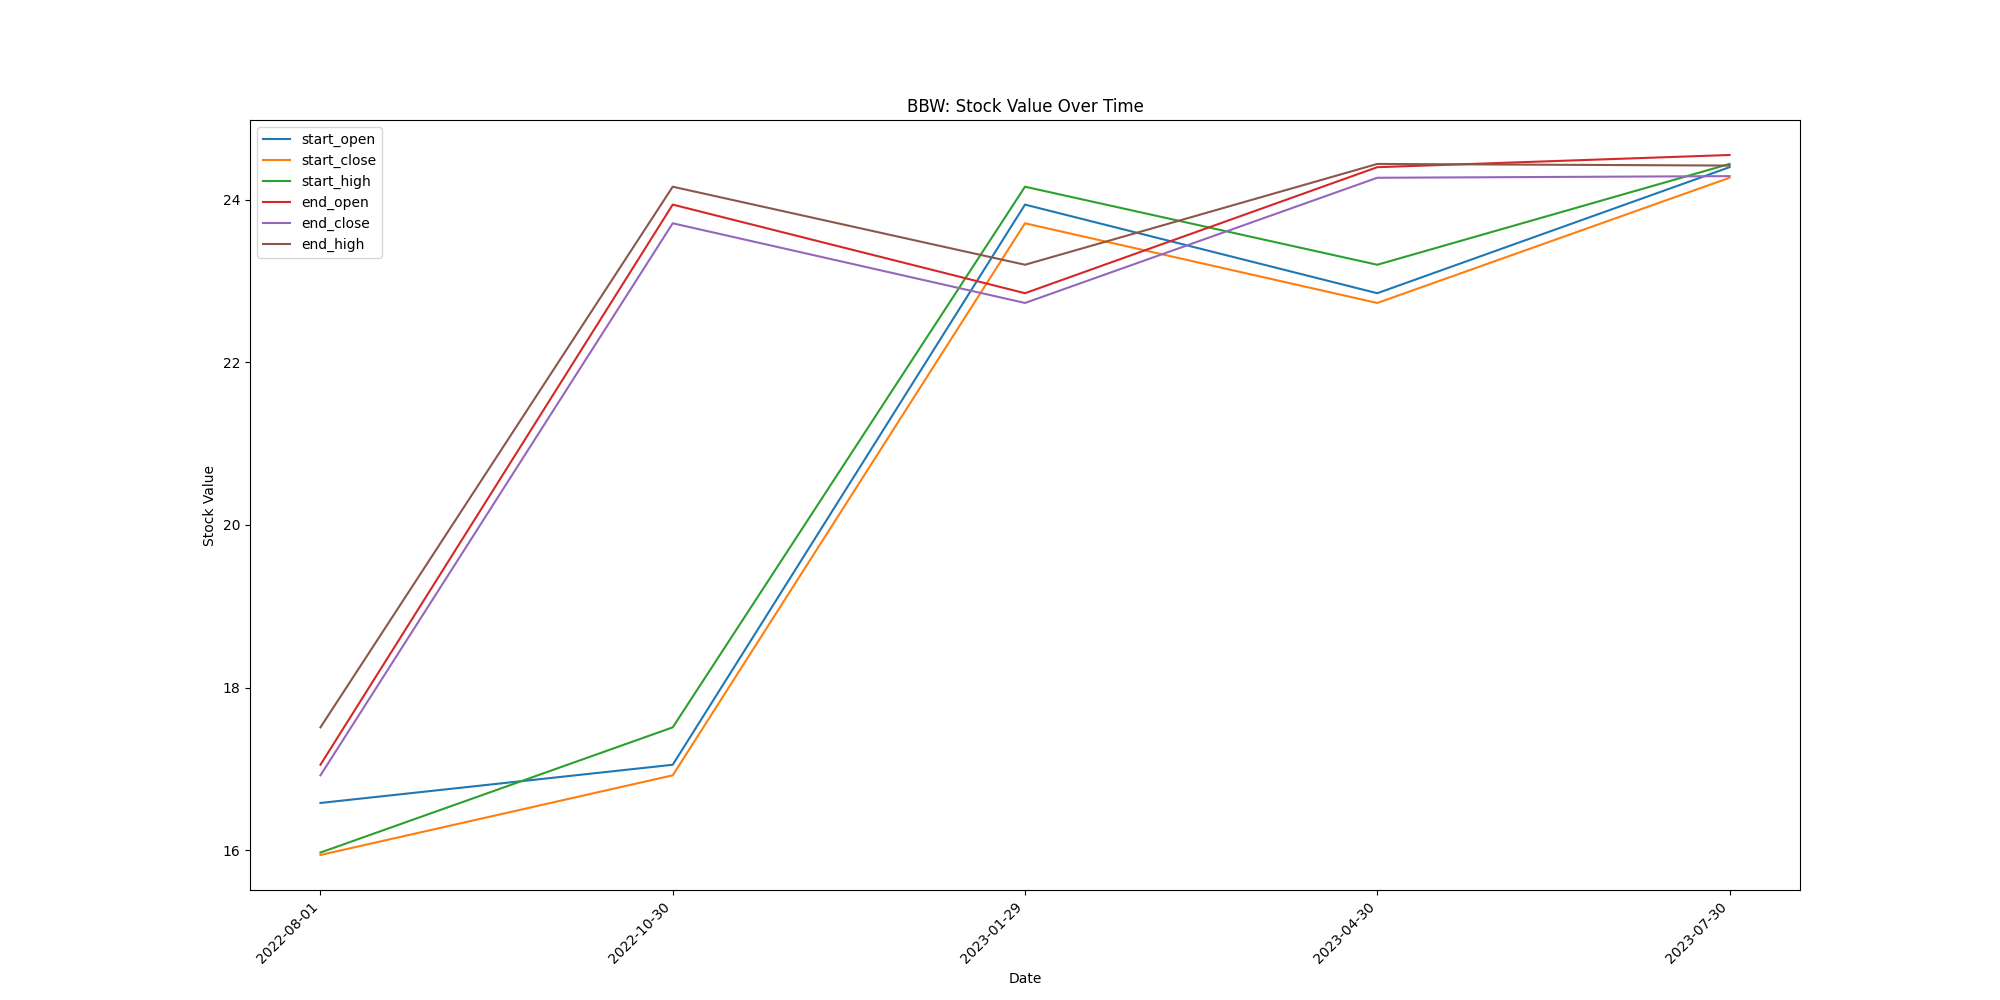 BBW: Stock Value Over Time
start_open
start_close
start_high
end_open
end_close
end_high
Stock Value
24
22
20
18
16
2022-08-01
2022-10-30
2023-01-29
2023-04-30
2023-07-30
Date